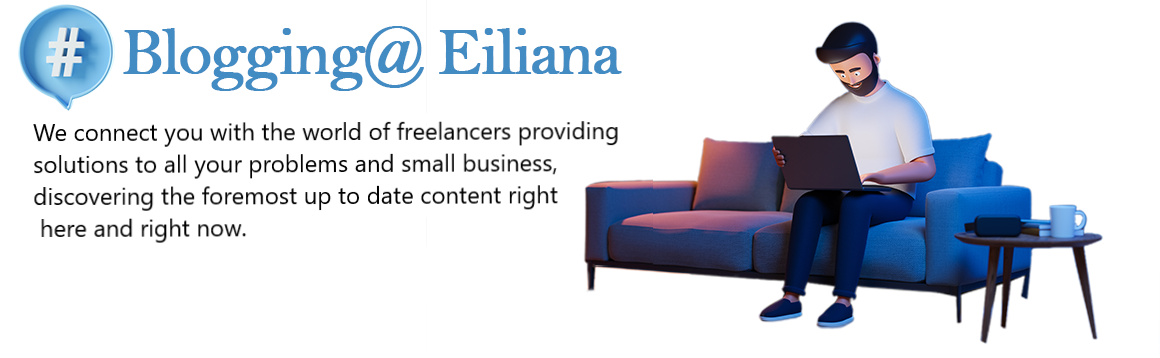 # Blogging@ Eiliana
We connect you with the world of freelancers providing
solutions to all your problems and small business,
discovering the foremost up to date content right
here and right now.